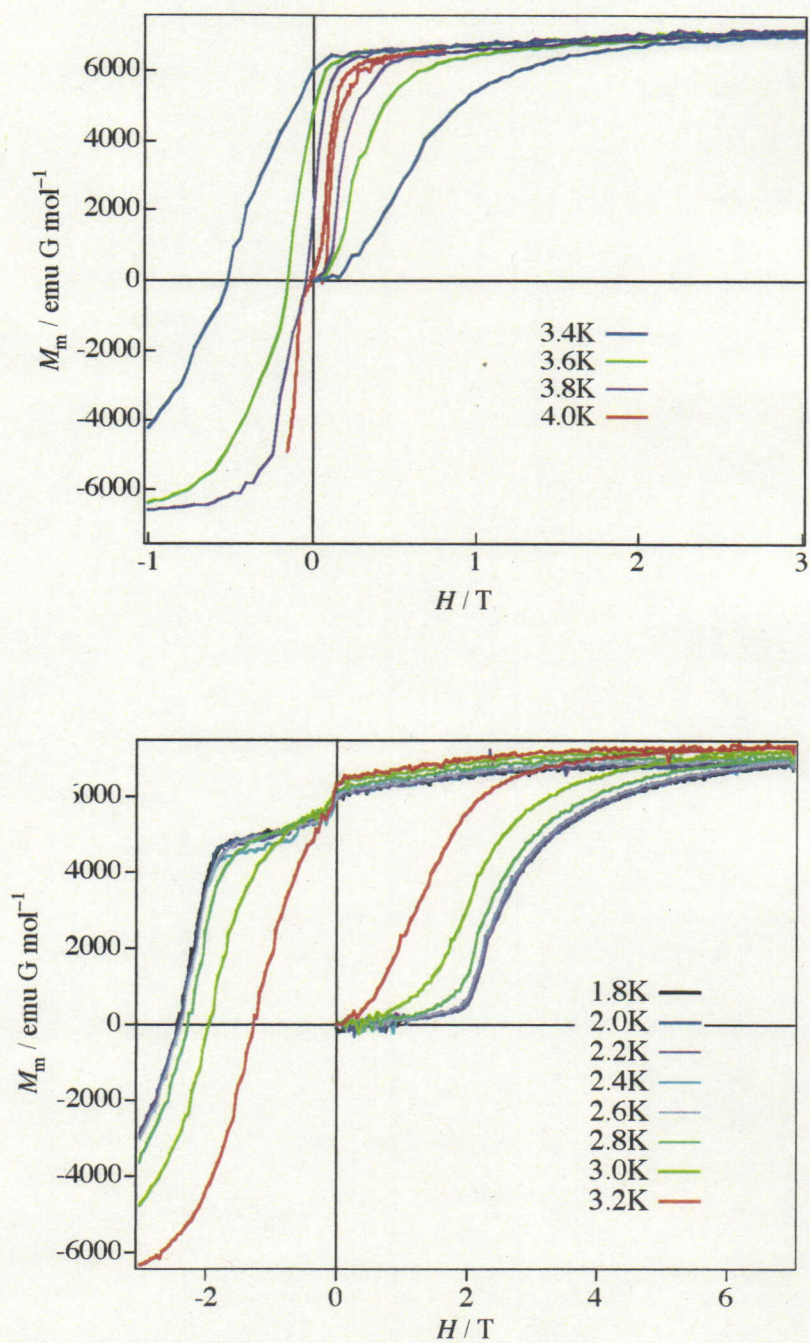 6000
4000
2000
0
-2000
-4000
-6000
M_m / emu G mol⁻¹
3.4K
3.6K
3.8K
4.0K
-1 0 1 2 3
H / T
5000
4000
2000
0
-2000
-4000
-6000
M_m / emu G mol⁻¹
1.8K
2.0K
2.2K
2.4K
2.6K
2.8K
3.0K
3.2K
-2 0 2 4 6
H / T